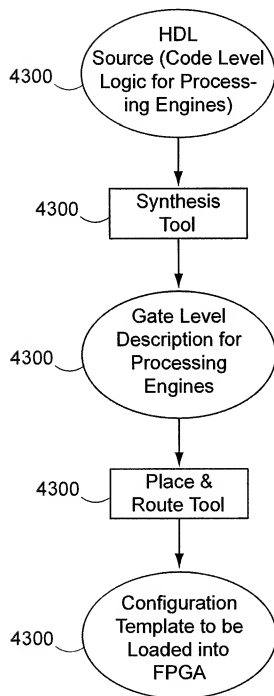 HDL
Source (Code Level
Logic for Process-
ing Engines)
4300
4300
Synthesis
Tool
Gate Level
Description for
Processing
Engines
4300
4300
Place &
Route Tool
Configuration
Template to be
Loaded into
FPGA
4300